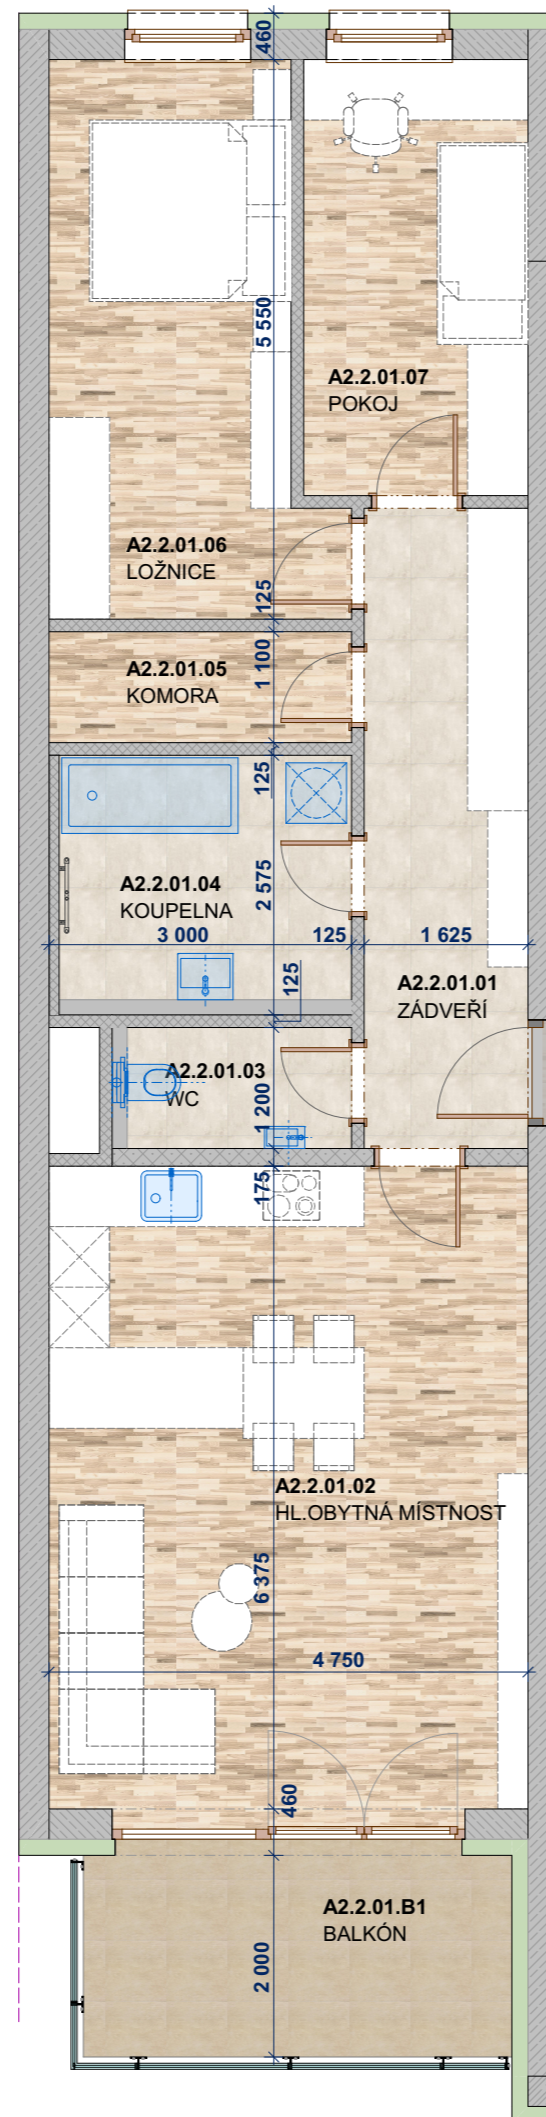 460
5 550
A2.2.01.07
POKOJ
A2.2.01.06
LOŽNICE
125
A2.2.01.05
KOMORA
1 100
125
A2.2.01.04
KOUPELNA
2 575
3 000
125
1 625
125
A2.2.01.01
ZÁDVEŘÍ
A2.2.01.03
WC
1 200
175
A2.2.01.02
HL.OBYTNÁ MÍSTNOST
6 375
4 750
460
A2.2.01.B1
BALKÓN
2 000